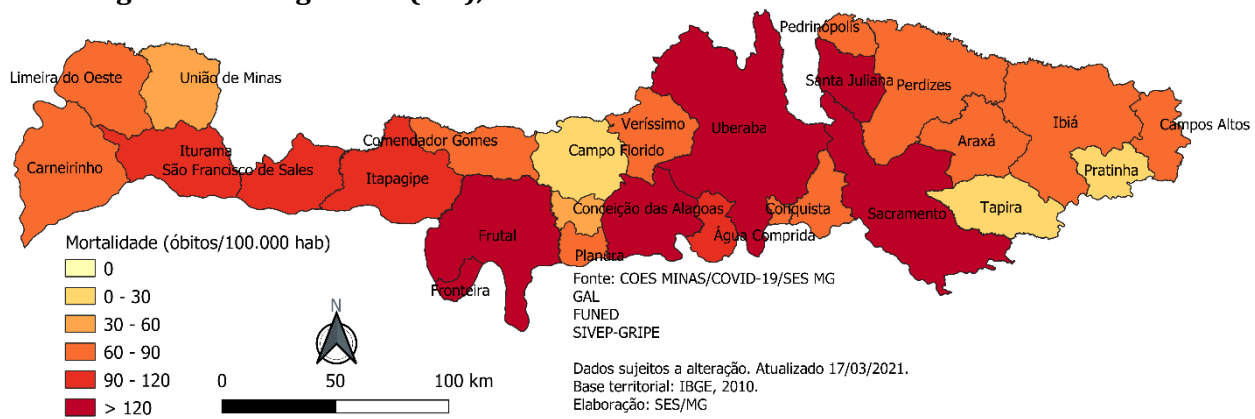 Pedrinópolis
Limeira do Oeste
União de Minas
Santa Juliana
Perdizes
Comendador Gomes
Veríssimo
Uberaba
Ibiá
Campos Altos
Iturama
Araxá
Carneirinho
São Francisco de Sales
Campo Florido
Pratinha
Itapagipe
Conceição das Alagoas
Conquista
Sacramento
Tapira
Frutal
Água Comprida
Planura
Fronteira
Mortalidade (óbitos/100.000 hab)
0
0 - 30
30 - 60
60 - 90
90 - 120
> 120
N
0 50 100 km
Fonte: COES MINAS/COVID-19/SES MG
GAL
FUNED
SIVEP-GRIPE
Dados sujeitos a alteração. Atualizado 17/03/2021.
Base territorial: IBGE, 2010.
Elaboração: SES/MG